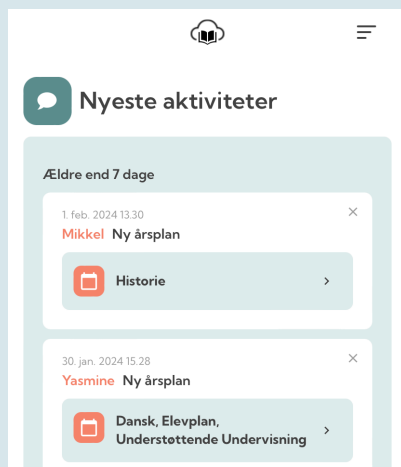 Nyeste aktiviteter
Ældre end 7 dage
1. feb. 2024 13.30
Mikkel Ny årsplan
Historie
30. jan. 2024 15.28
Yasmine Ny årsplan
Dansk, Elevplan,
Understøttende Undervisning